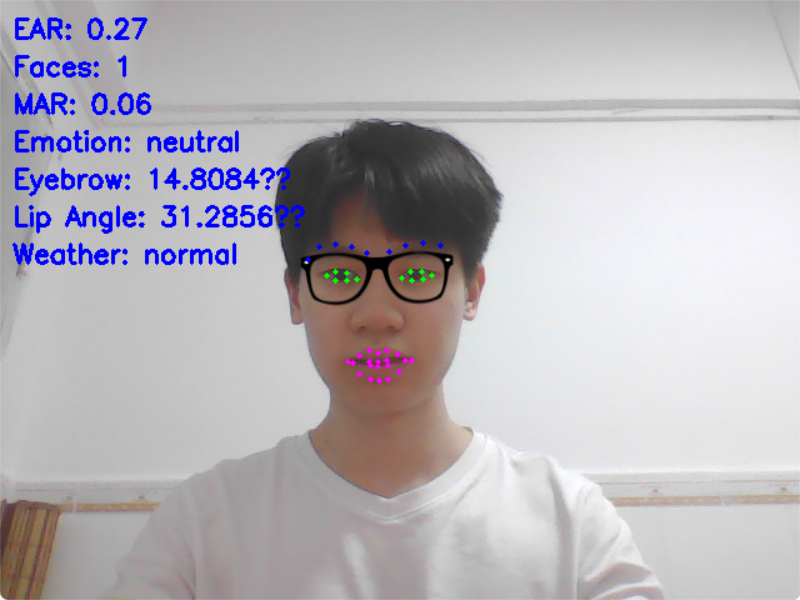 EAR: 0.27
Faces: 1
MAR: 0.06
Emotion: neutral
Eyebrow: 14.8084??
Lip Angle: 31.2856??
Weather: normal